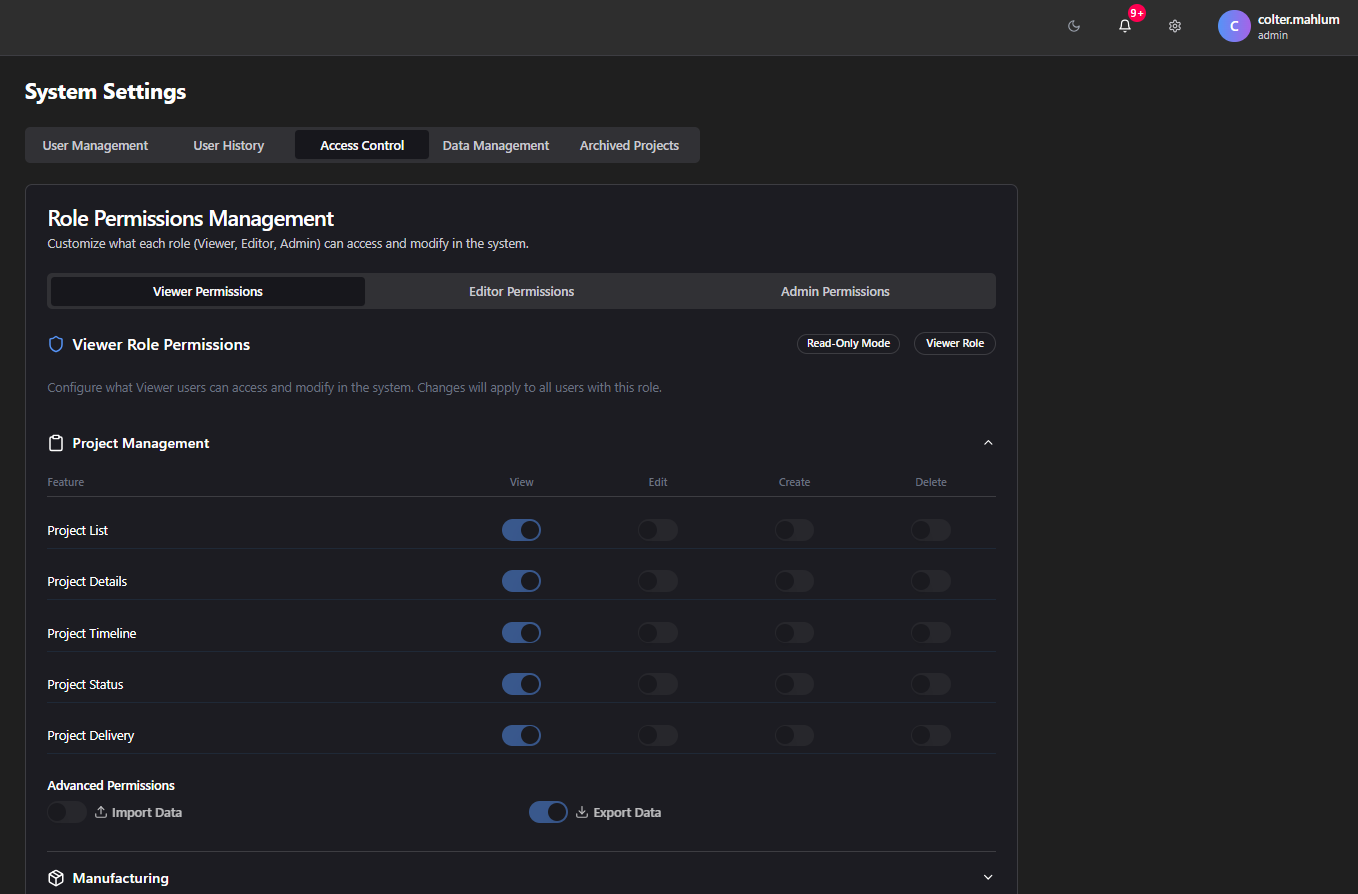 9+
C
colter.mahlum
admin
System Settings
User Management User History Access Control Data Management Archived Projects
Role Permissions Management
Customize what each role (Viewer, Editor, Admin) can access and modify in the system.
Viewer Permissions Editor Permissions Admin Permissions
Viewer Role Permissions Read-Only Mode Viewer Role
Configure what Viewer users can access and modify in the system. Changes will apply to all users with this role.
Project Management
Feature View Edit Create Delete
Project List
Project Details
Project Timeline
Project Status
Project Delivery
Advanced Permissions
Import Data Export Data
Manufacturing